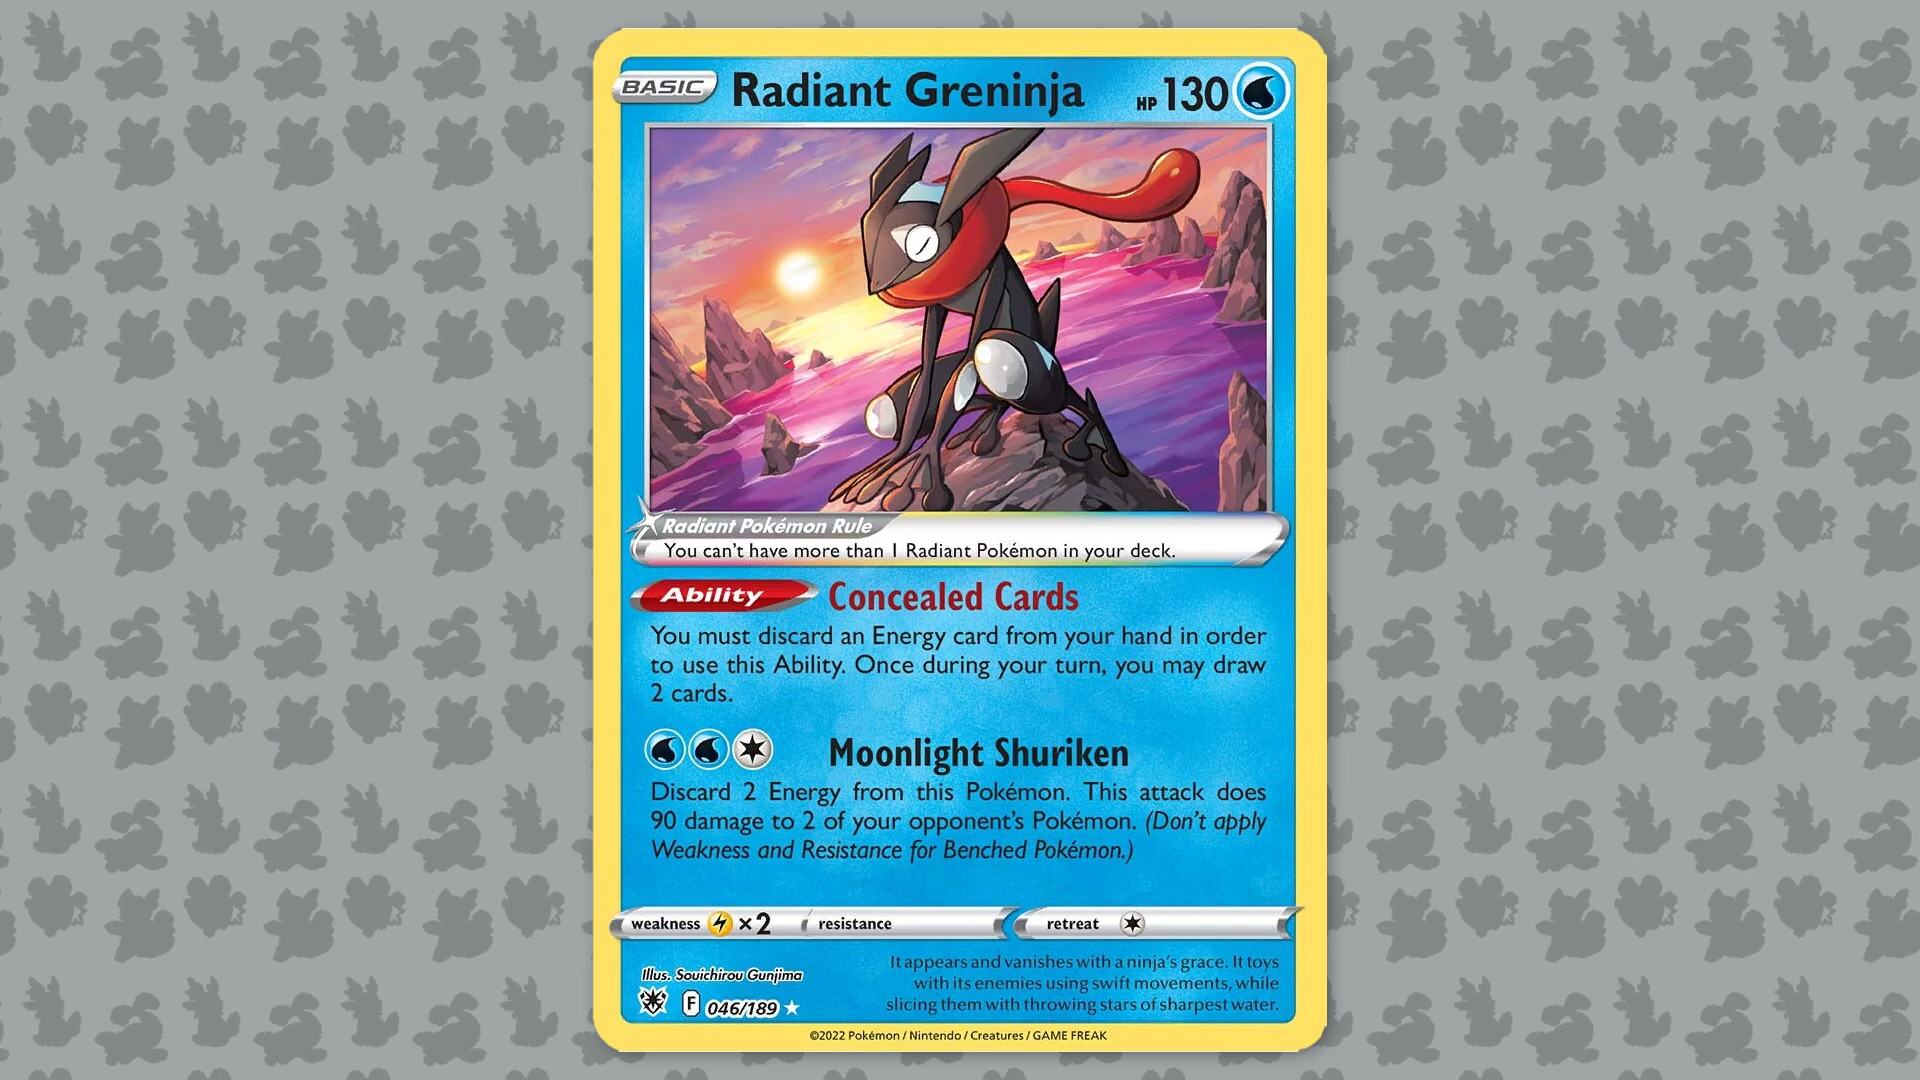 BASIC Radiant Greninja HP 130
Radiant Pokémon Rule
You can't have more than 1 Radiant Pokémon in your deck.
Ability Concealed Cards
You must discard an Energy card from your hand in order
to use this Ability. Once during your turn, you may draw
2 cards.
Moonlight Shuriken
Discard 2 Energy from this Pokémon. This attack does
90 damage to 2 of your opponent's Pokémon. (Don't apply
Weakness and Resistance for Benched Pokémon.)
weakness ×2 resistance retreat
Illus. Souichirou Gunjima
F 046/189
It appears and vanishes with a ninja's grace. It toys
with its enemies using swift movements, while
slicing them with throwing stars of sharpest water.
©2022 Pokémon / Nintendo / Creatures / GAME FREAK